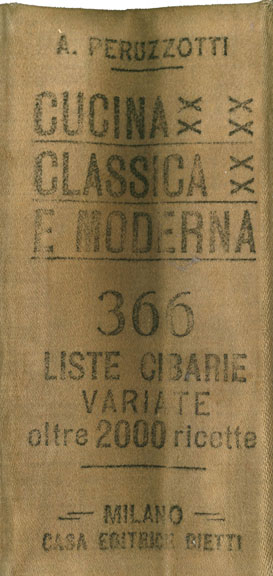 A. PERUZZOTTI
CUCINA
CLASSICA
E MODERNA
366
LISTE CIBARIE
VARIATE
oltre 2000 ricette
MILANO
CASA EDITRICE BIETTI